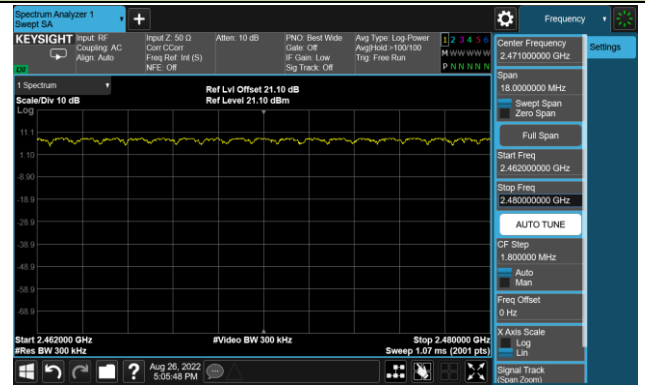 Spectrum Analyzer 1
Swept SA
Frequency
KEYSIGHT
Input: RF
Coupling: AC
Align: Auto
Input Z: 50 Ω
Corr CCorr
Freq Ref: Int (S)
NFE: Off
Atten: 10 dB
PNO: Best Wide
Gate: Off
IF Gain: Low
Sig Track: Off
Avg Type: Log-Power
Avg|Hold:>100/100
Trig: Free Run
1 2 3 4 5 6
M W W W W W
P N N N N N
1 Spectrum
Scale/Div 10 dB
Log
Ref Lvl Offset 21.10 dB
Ref Level 21.10 dBm
11.1
1.10
-8.90
-18.9
-28.9
-38.9
-48.9
-58.9
-68.9
Start 2.462000 GHz
#Res BW 300 kHz
#Video BW 300 kHz
Stop 2.480000 GHz
Sweep 1.07 ms (2001 pts)
Center Frequency
2.471000000 GHz
Settings
Span
18.0000000 MHz
Swept Span
Zero Span
Full Span
Start Freq
2.462000000 GHz
Stop Freq
2.480000000 GHz
AUTO TUNE
CF Step
1.800000 MHz
Auto
Man
Freq Offset
0 Hz
X Axis Scale
Log
Lin
Signal Track
(Span Zoom)
?
Aug 26, 2022
5:05:48 PM